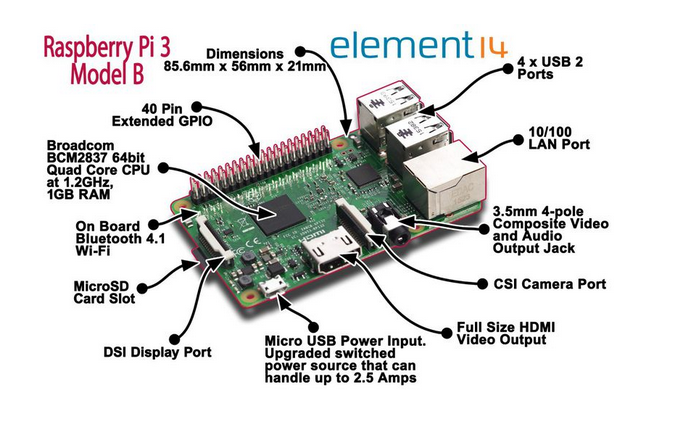 Raspberry Pi 3
Model B
Dimensions
85.6mm x 56mm x 21mm
element14
4 x USB 2
Ports
40 Pin
Extended GPIO
10/100
LAN Port
Broadcom
BCM2837 64bit
Quad Core CPU
at 1.2GHz,
1GB RAM
On Board
Bluetooth 4.1
Wi-Fi
3.5mm 4-pole
Composite Video
and Audio
Output Jack
MicroSD
Card Slot
CSI Camera Port
DSI Display Port
Micro USB Power Input.
Upgraded switched
power source that can
handle up to 2.5 Amps
Full Size HDMI
Video Output
HDMI